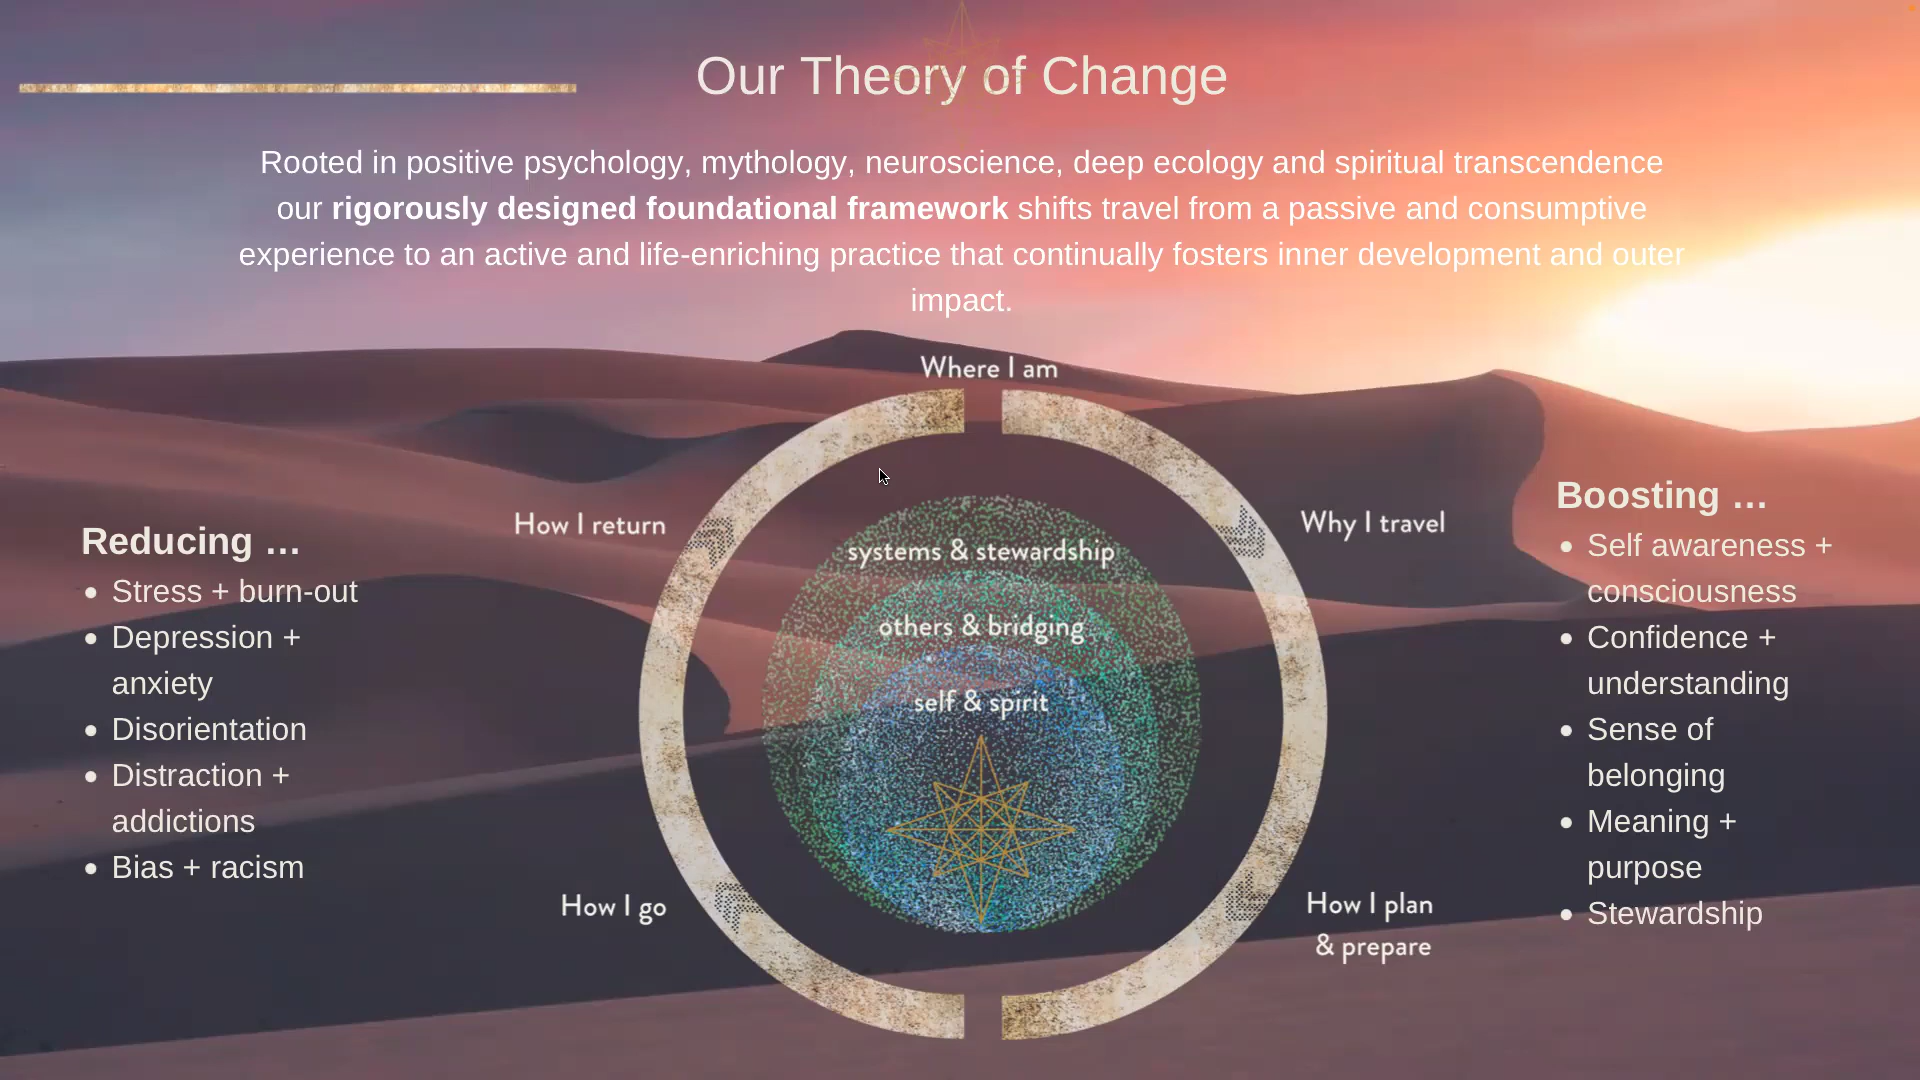 Our Theory of Change
Rooted in positive psychology, mythology, neuroscience, deep ecology and spiritual transcendence
our rigorously designed foundational framework shifts travel from a passive and consumptive
experience to an active and life-enriching practice that continually fosters inner development and outer
impact.
Reducing ...
• Stress + burn-out
• Depression +
anxiety
• Disorientation
• Distraction +
addictions
• Bias + racism
Where I am
Why I travel
How I plan
& prepare
How I go
How I return
systems & stewardship
others & bridging
self & spirit
Boosting ...
• Self awareness +
consciousness
• Confidence +
understanding
• Sense of
belonging
• Meaning +
purpose
• Stewardship